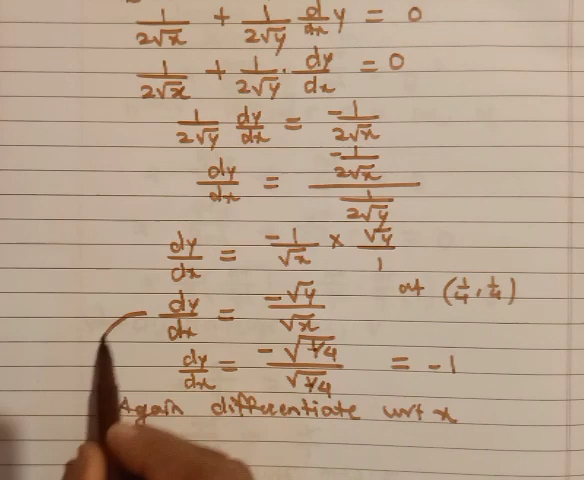 1/2√x + 1/2√y d/dx y = 0
1/2√x + 1/2√y · dy/dx = 0
1/2√y dy/dx = -1/2√x
dy/dx = (-1/2√x)/(1/2√y)
dy/dx = -1/√x × √y/1
dy/dx = -√y/√x at (1/4, 1/4)
dy/dx = -√1/4/√1/4 = -1
Again differentiate wrt x